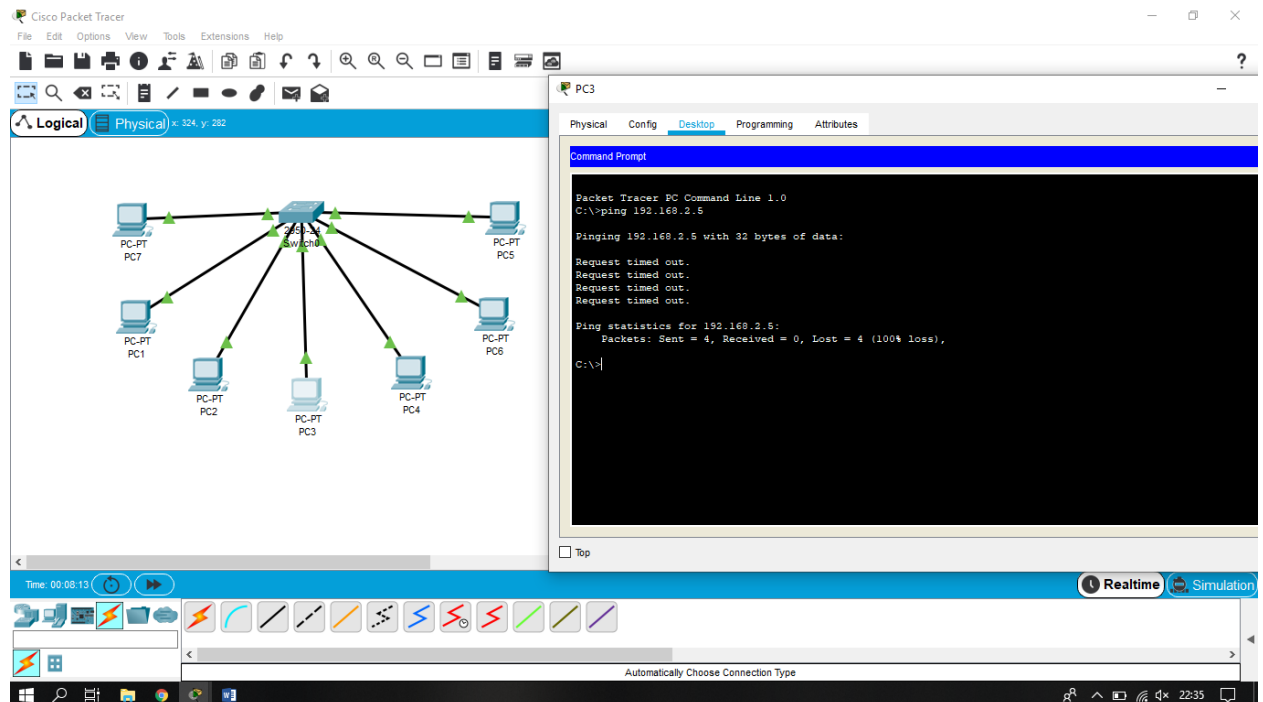 Cisco Packet Tracer
File Edit Options View Tools Extensions Help
?
Logical Physical x: 324, y: 282
PC3
Physical Config Desktop Programming Attributes
Command Prompt
Packet Tracer PC Command Line 1.0
C:\>ping 192.168.2.5
Pinging 192.168.2.5 with 32 bytes of data:
Request timed out.
Request timed out.
Request timed out.
Request timed out.
Ping statistics for 192.168.2.5:
Packets: Sent = 4, Received = 0, Lost = 4 (100% loss),
C:\>
2950-24
Switch0
PC-PT
PC7
PC-PT
PC5
PC-PT
PC1
PC-PT
PC6
PC-PT
PC2
PC-PT
PC3
PC-PT
PC4
Top
Time: 00:08:13
Realtime Simulation
Automatically Choose Connection Type
22:35